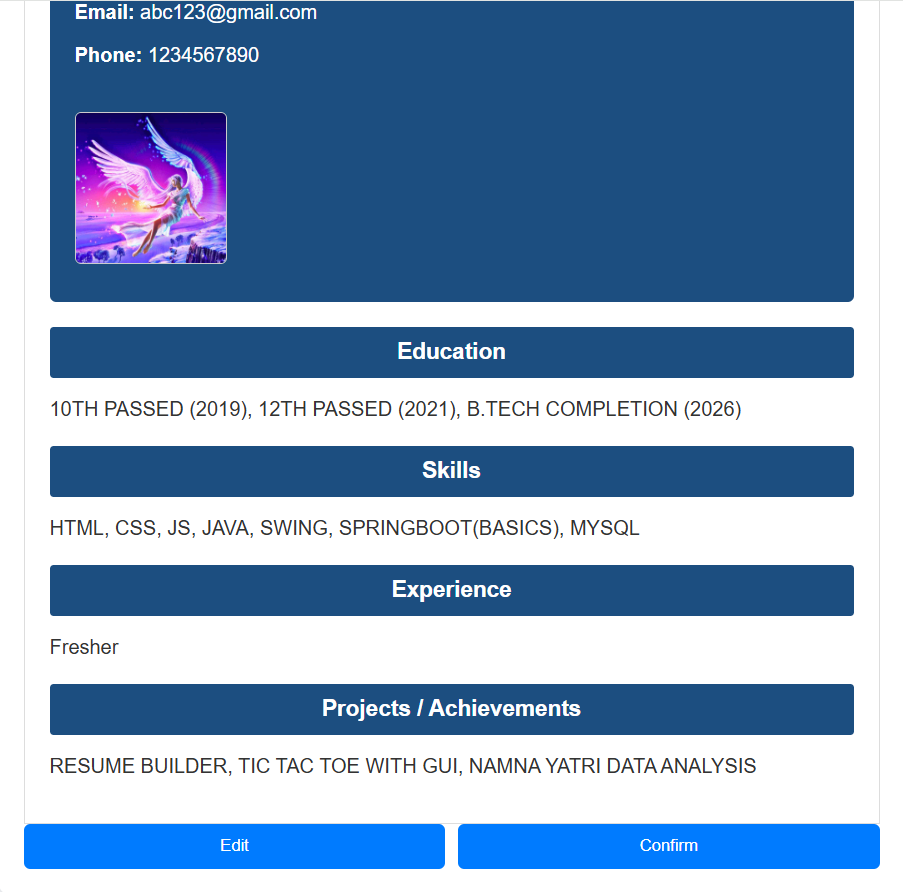 Email: abc123@gmail.com
Phone: 1234567890
Education
10TH PASSED (2019), 12TH PASSED (2021), B.TECH COMPLETION (2026)
Skills
HTML, CSS, JS, JAVA, SWING, SPRINGBOOT(BASICS), MYSQL
Experience
Fresher
Projects / Achievements
RESUME BUILDER, TIC TAC TOE WITH GUI, NAMNA YATRI DATA ANALYSIS
Edit
Confirm